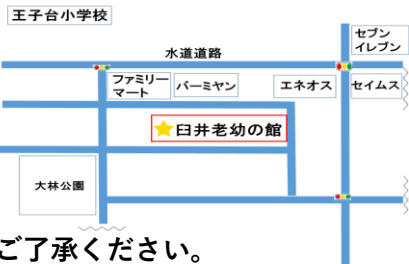 王子台小学校
セブン
イレブン
水道道路
ファミリー
マート
バーミヤン
エネオス
セイムス
臼井老幼の館
大林公園
ご了承ください。